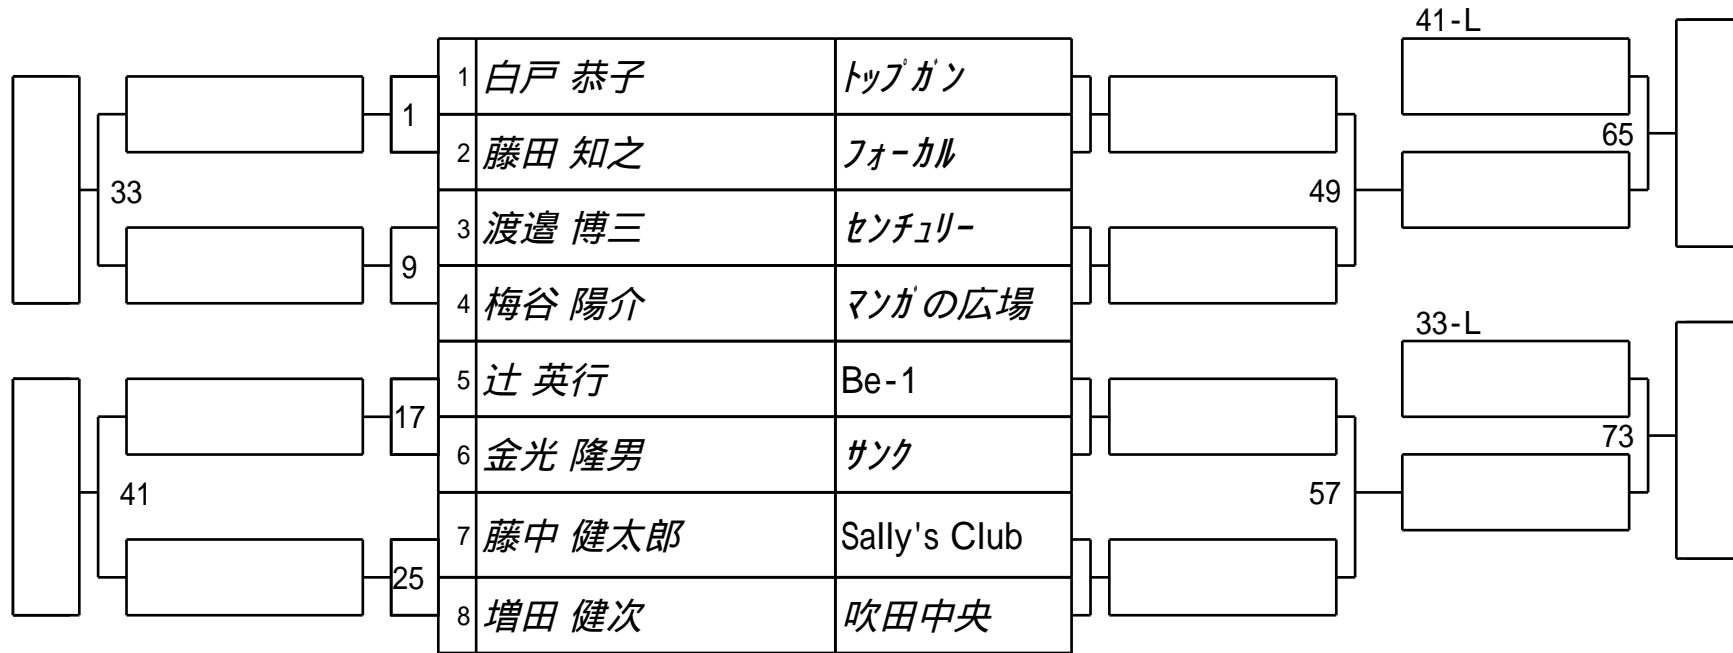 41-L
1 白戸 恭子 トップガン
1
2 藤田 知之 フォーカル
65
33
49
3 渡邉 博三 センチュリー
9
4 梅谷 陽介 マンガの広場
33-L
5 辻 英行 Be-1
17
6 金光 隆男 サンク
73
41
57
7 藤中 健太郎 Sally's Club
25
8 増田 健次 吹田中央